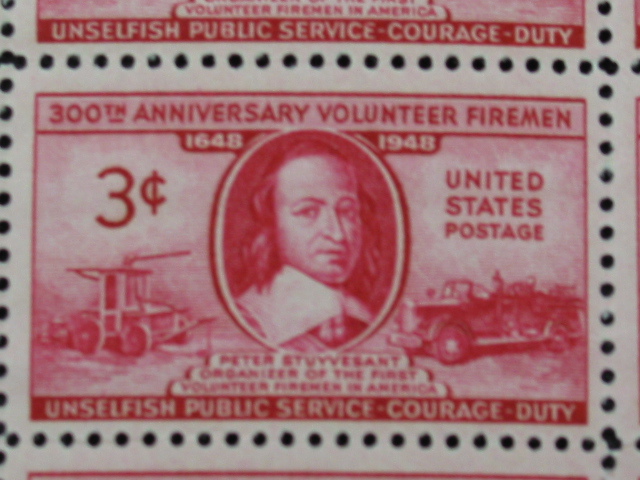 VOLUNTEER FIREMEN IN AMERICA
UNSELFISH PUBLIC SERVICE-COURAGE-DUTY
300TH ANNIVERSARY VOLUNTEER FIREMEN
1648 1948
3¢
UNITED
STATES
POSTAGE
PETER STUYVESANT
ORGANIZER OF THE FIRST
VOLUNTEER FIREMEN IN AMERICA
UNSELFISH PUBLIC SERVICE-COURAGE-DUTY